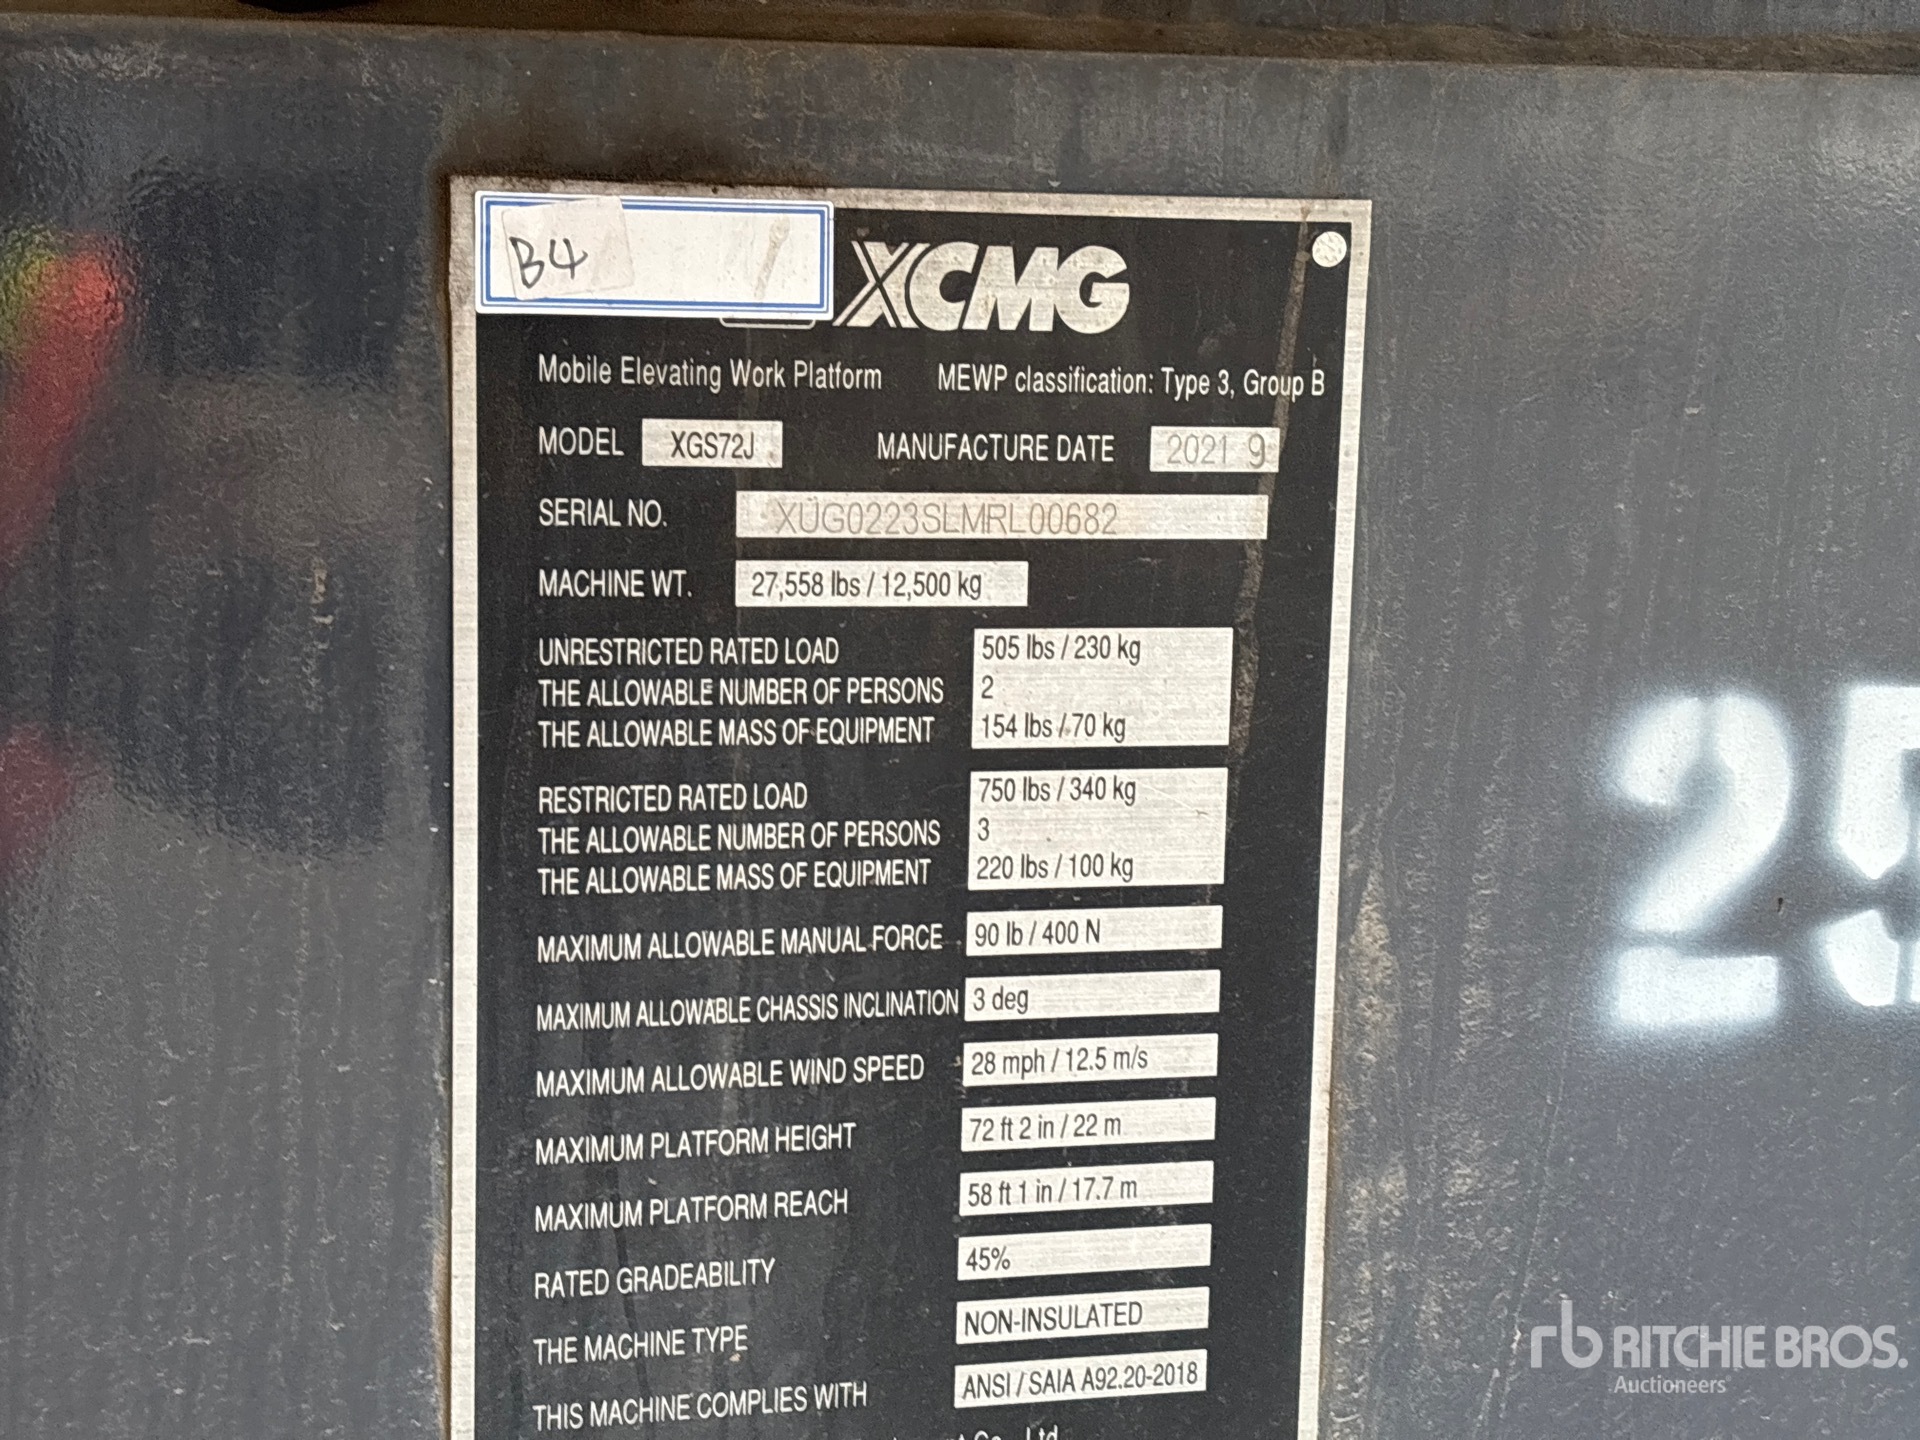 B4
XCMG
Mobile Elevating Work Platform MEWP classification: Type 3, Group B
MODEL XGS72J MANUFACTURE DATE 2021 9
SERIAL NO. XUG0223SLMRL00682
MACHINE WT. 27,558 lbs / 12,500 kg
UNRESTRICTED RATED LOAD 505 lbs / 230 kg
THE ALLOWABLE NUMBER OF PERSONS 2
THE ALLOWABLE MASS OF EQUIPMENT 154 lbs / 70 kg
RESTRICTED RATED LOAD 750 lbs / 340 kg
THE ALLOWABLE NUMBER OF PERSONS 3
THE ALLOWABLE MASS OF EQUIPMENT 220 lbs / 100 kg
MAXIMUM ALLOWABLE MANUAL FORCE 90 lb / 400 N
MAXIMUM ALLOWABLE CHASSIS INCLINATION 3 deg
MAXIMUM ALLOWABLE WIND SPEED 28 mph / 12.5 m/s
MAXIMUM PLATFORM HEIGHT 72 ft 2 in / 22 m
MAXIMUM PLATFORM REACH 58 ft 1 in / 17.7 m
RATED GRADEABILITY 45%
THE MACHINE TYPE NON-INSULATED
THIS MACHINE COMPLIES WITH ANSI / SAIA A92.20-2018
Co., Ltd
25
rb RITCHIE BROS.
Auctioneers